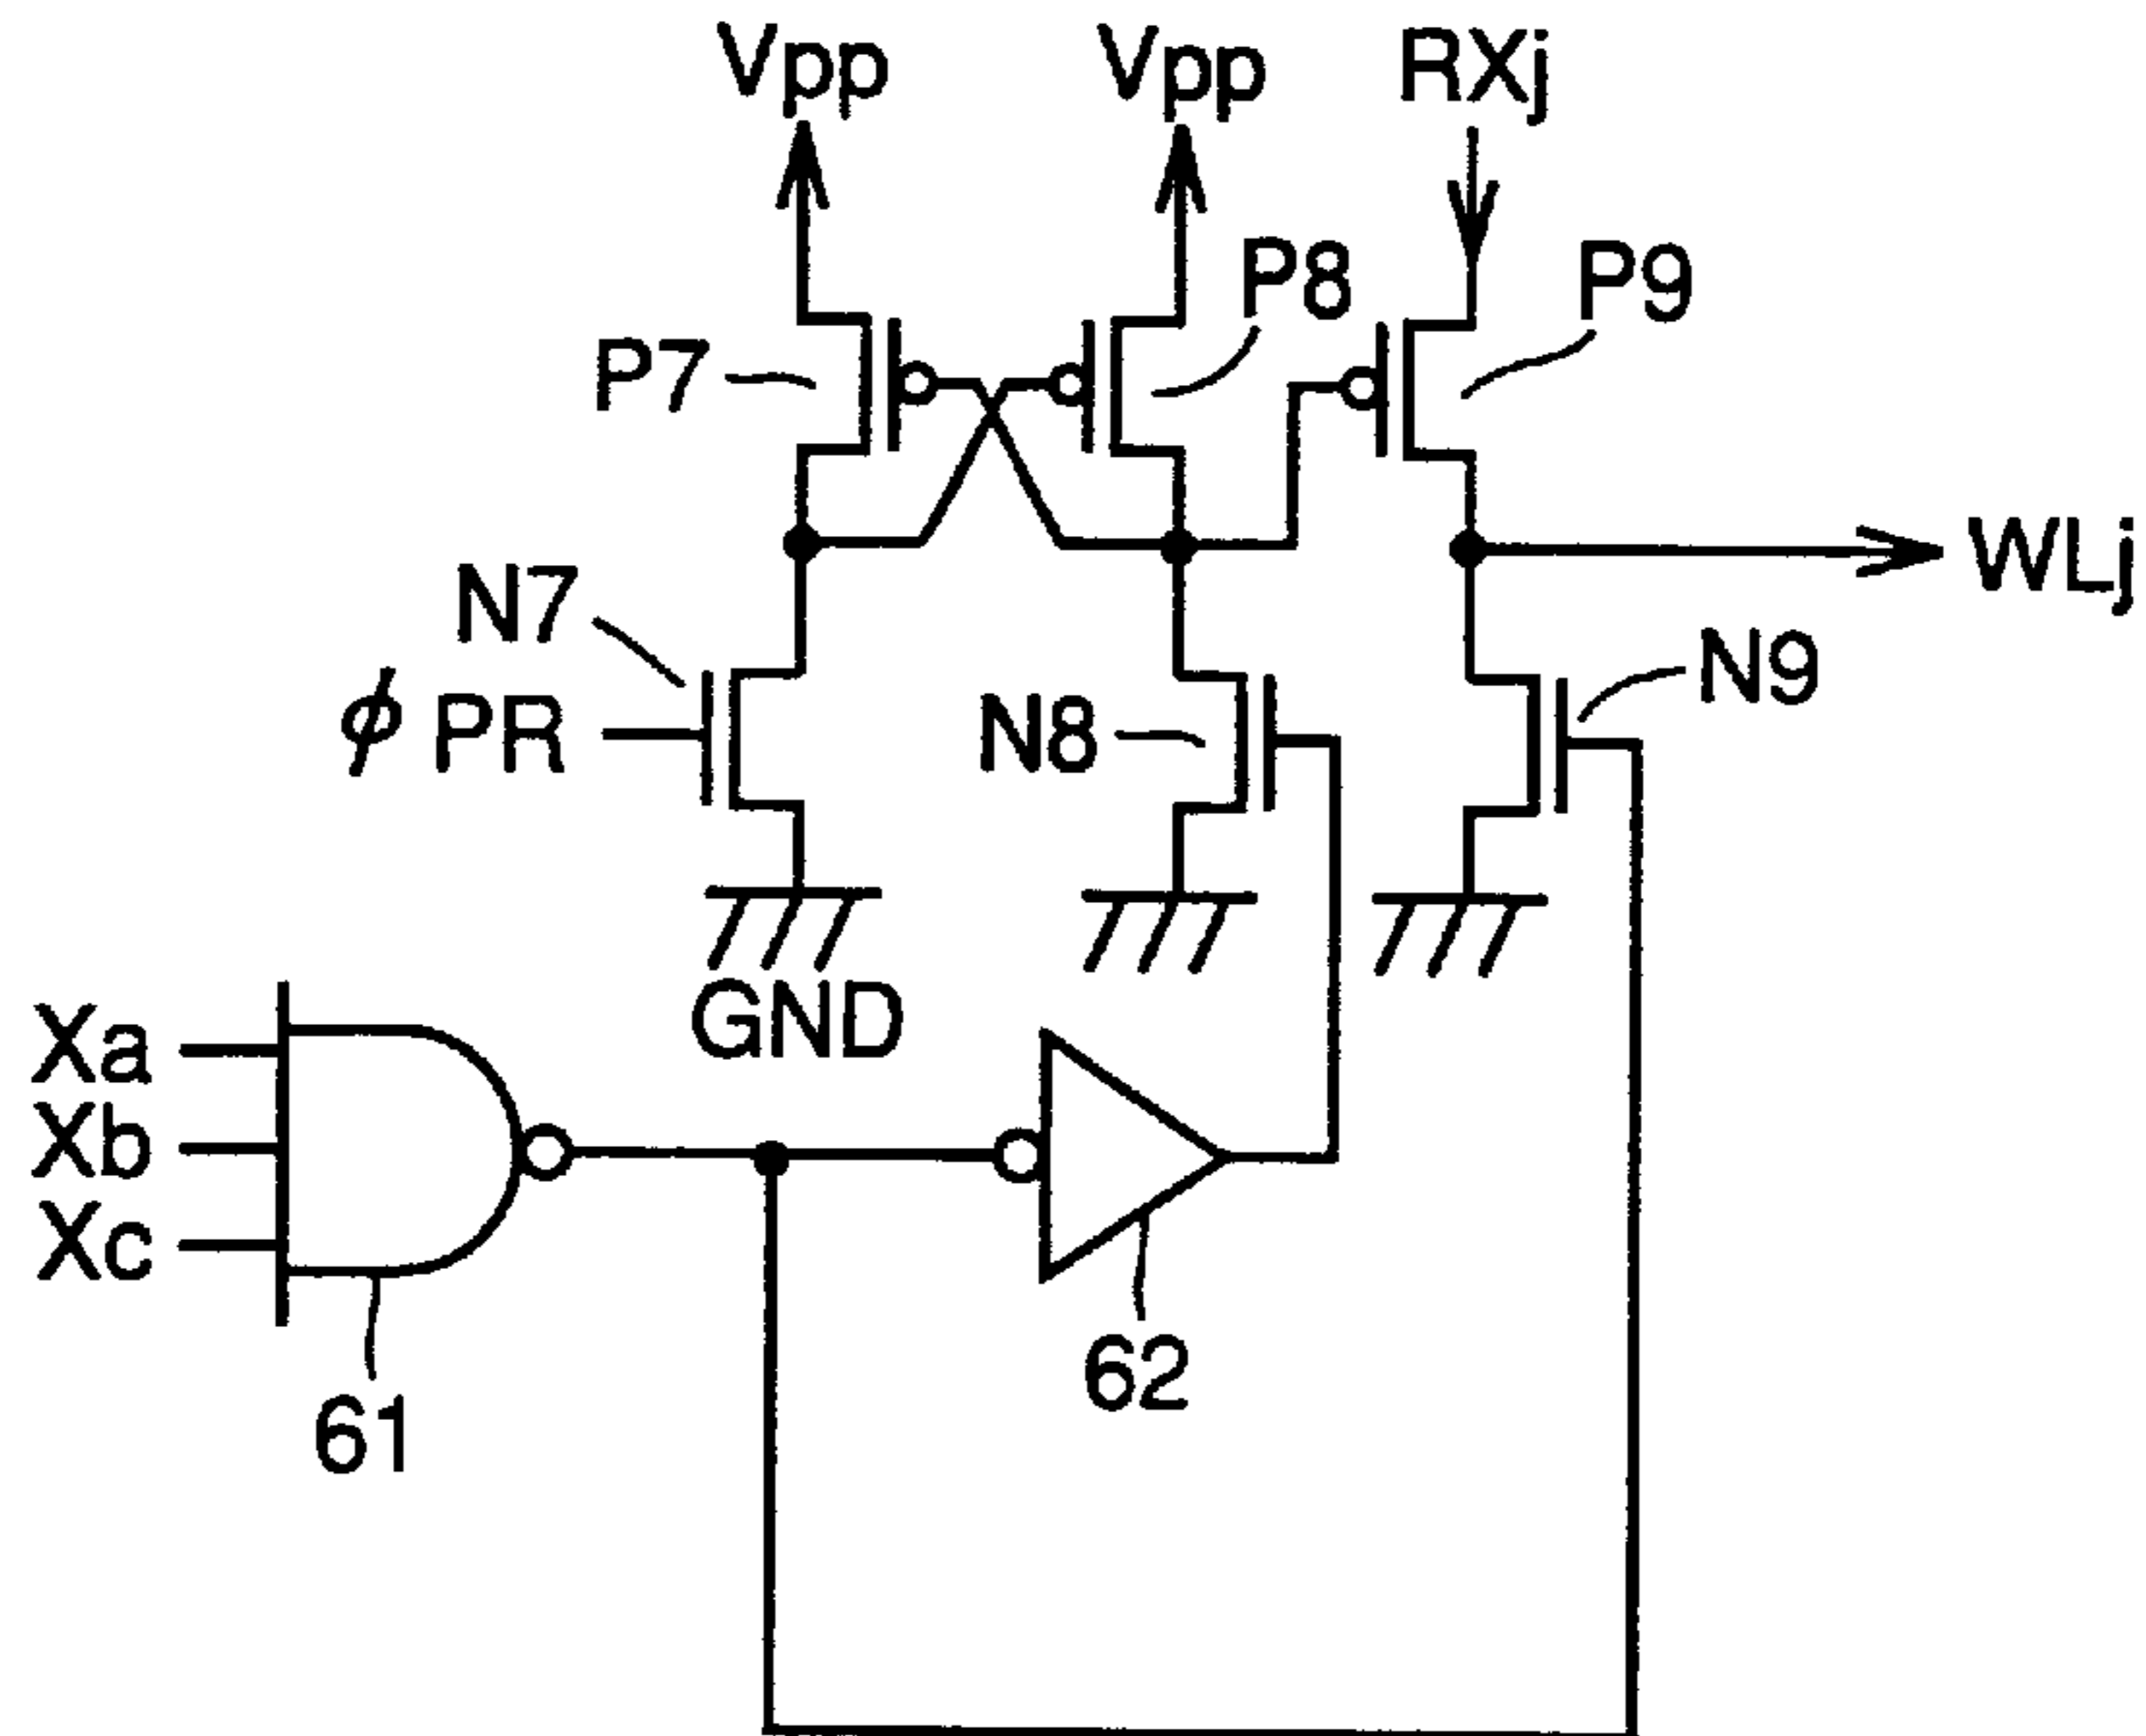 Vpp
Vpp
RXj
P7
P8
P9
WLj
N7
ϕ PR
N8
N9
GND
Xa
Xb
Xc
61
62